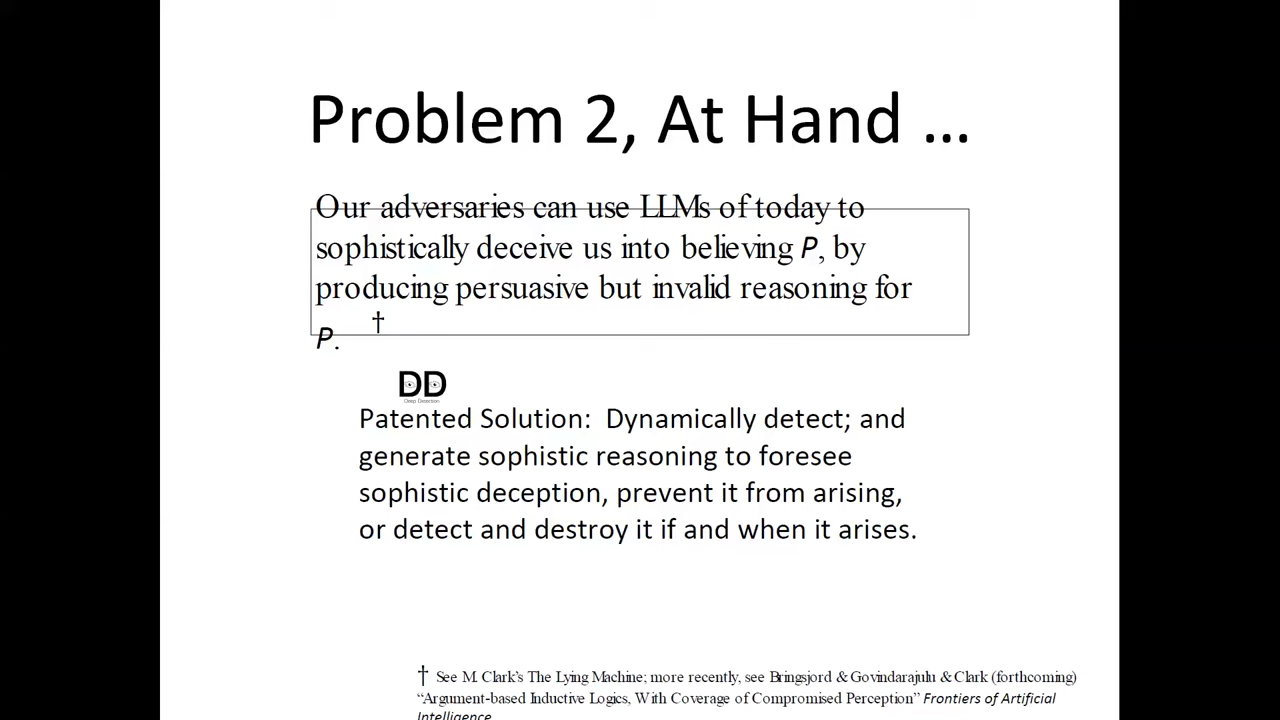 Problem 2, At Hand ...
Our adversaries can use LLMs of today to
sophistically deceive us into believing P, by
producing persuasive but invalid reasoning for
P. †
DD
Deep Detection
Patented Solution: Dynamically detect; and
generate sophistic reasoning to foresee
sophistic deception, prevent it from arising,
or detect and destroy it if and when it arises.
† See M. Clark's The Lying Machine; more recently, see Bringsjord & Govindarajulu & Clark (forthcoming)
“Argument-based Inductive Logics, With Coverage of Compromised Perception” Frontiers of Artificial
Intelligence